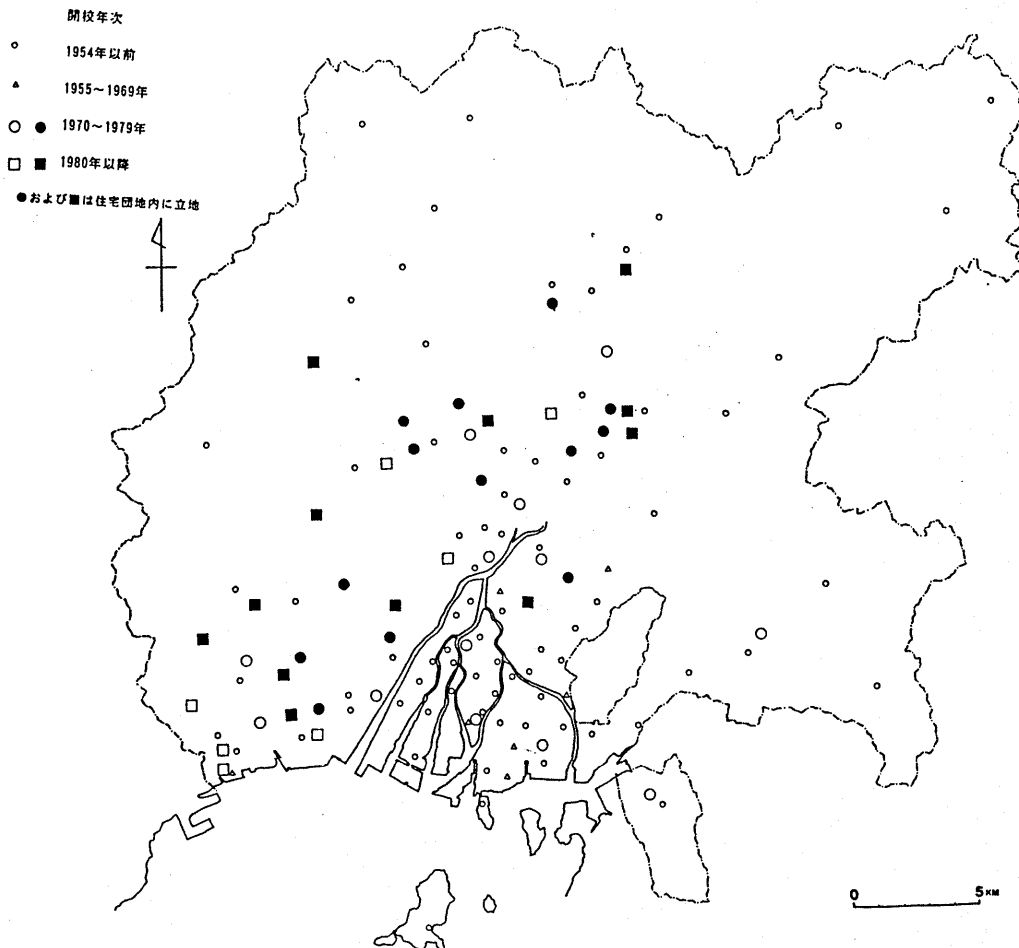 開校年次
1954年以前
1955～1969年
1970～1979年
1980年以降
●および■は住宅団地内に立地
0 5KM